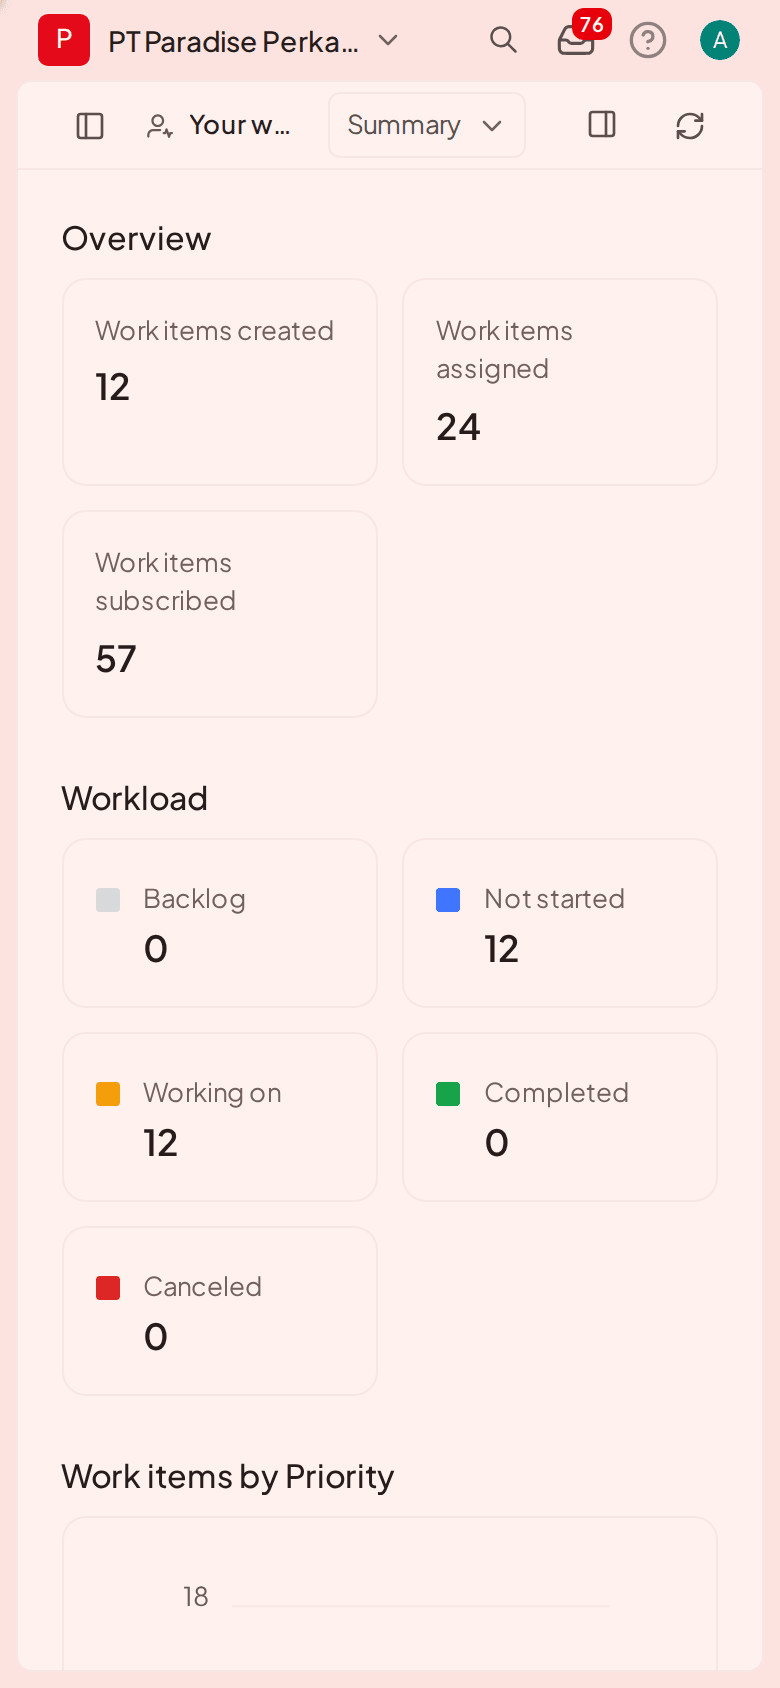 P
PT Paradise Perka...
76
A
Your w...
Summary
Overview
Work items created
12
Work items
assigned
24
Work items
subscribed
57
Workload
Backlog
0
Not started
12
Working on
12
Completed
0
Canceled
0
Work items by Priority
18